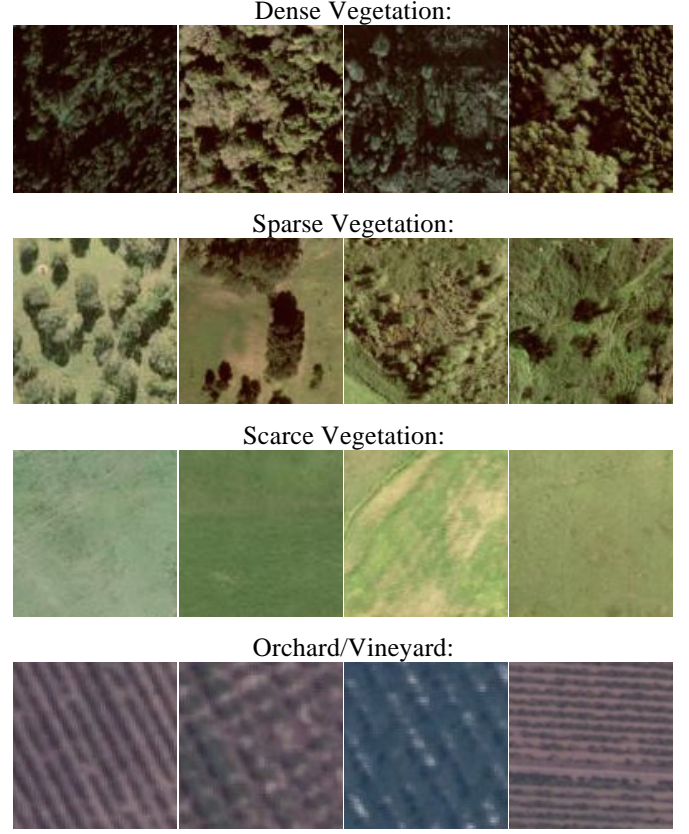 Dense Vegetation:
Sparse Vegetation:
Scarce Vegetation:
Orchard/Vineyard: